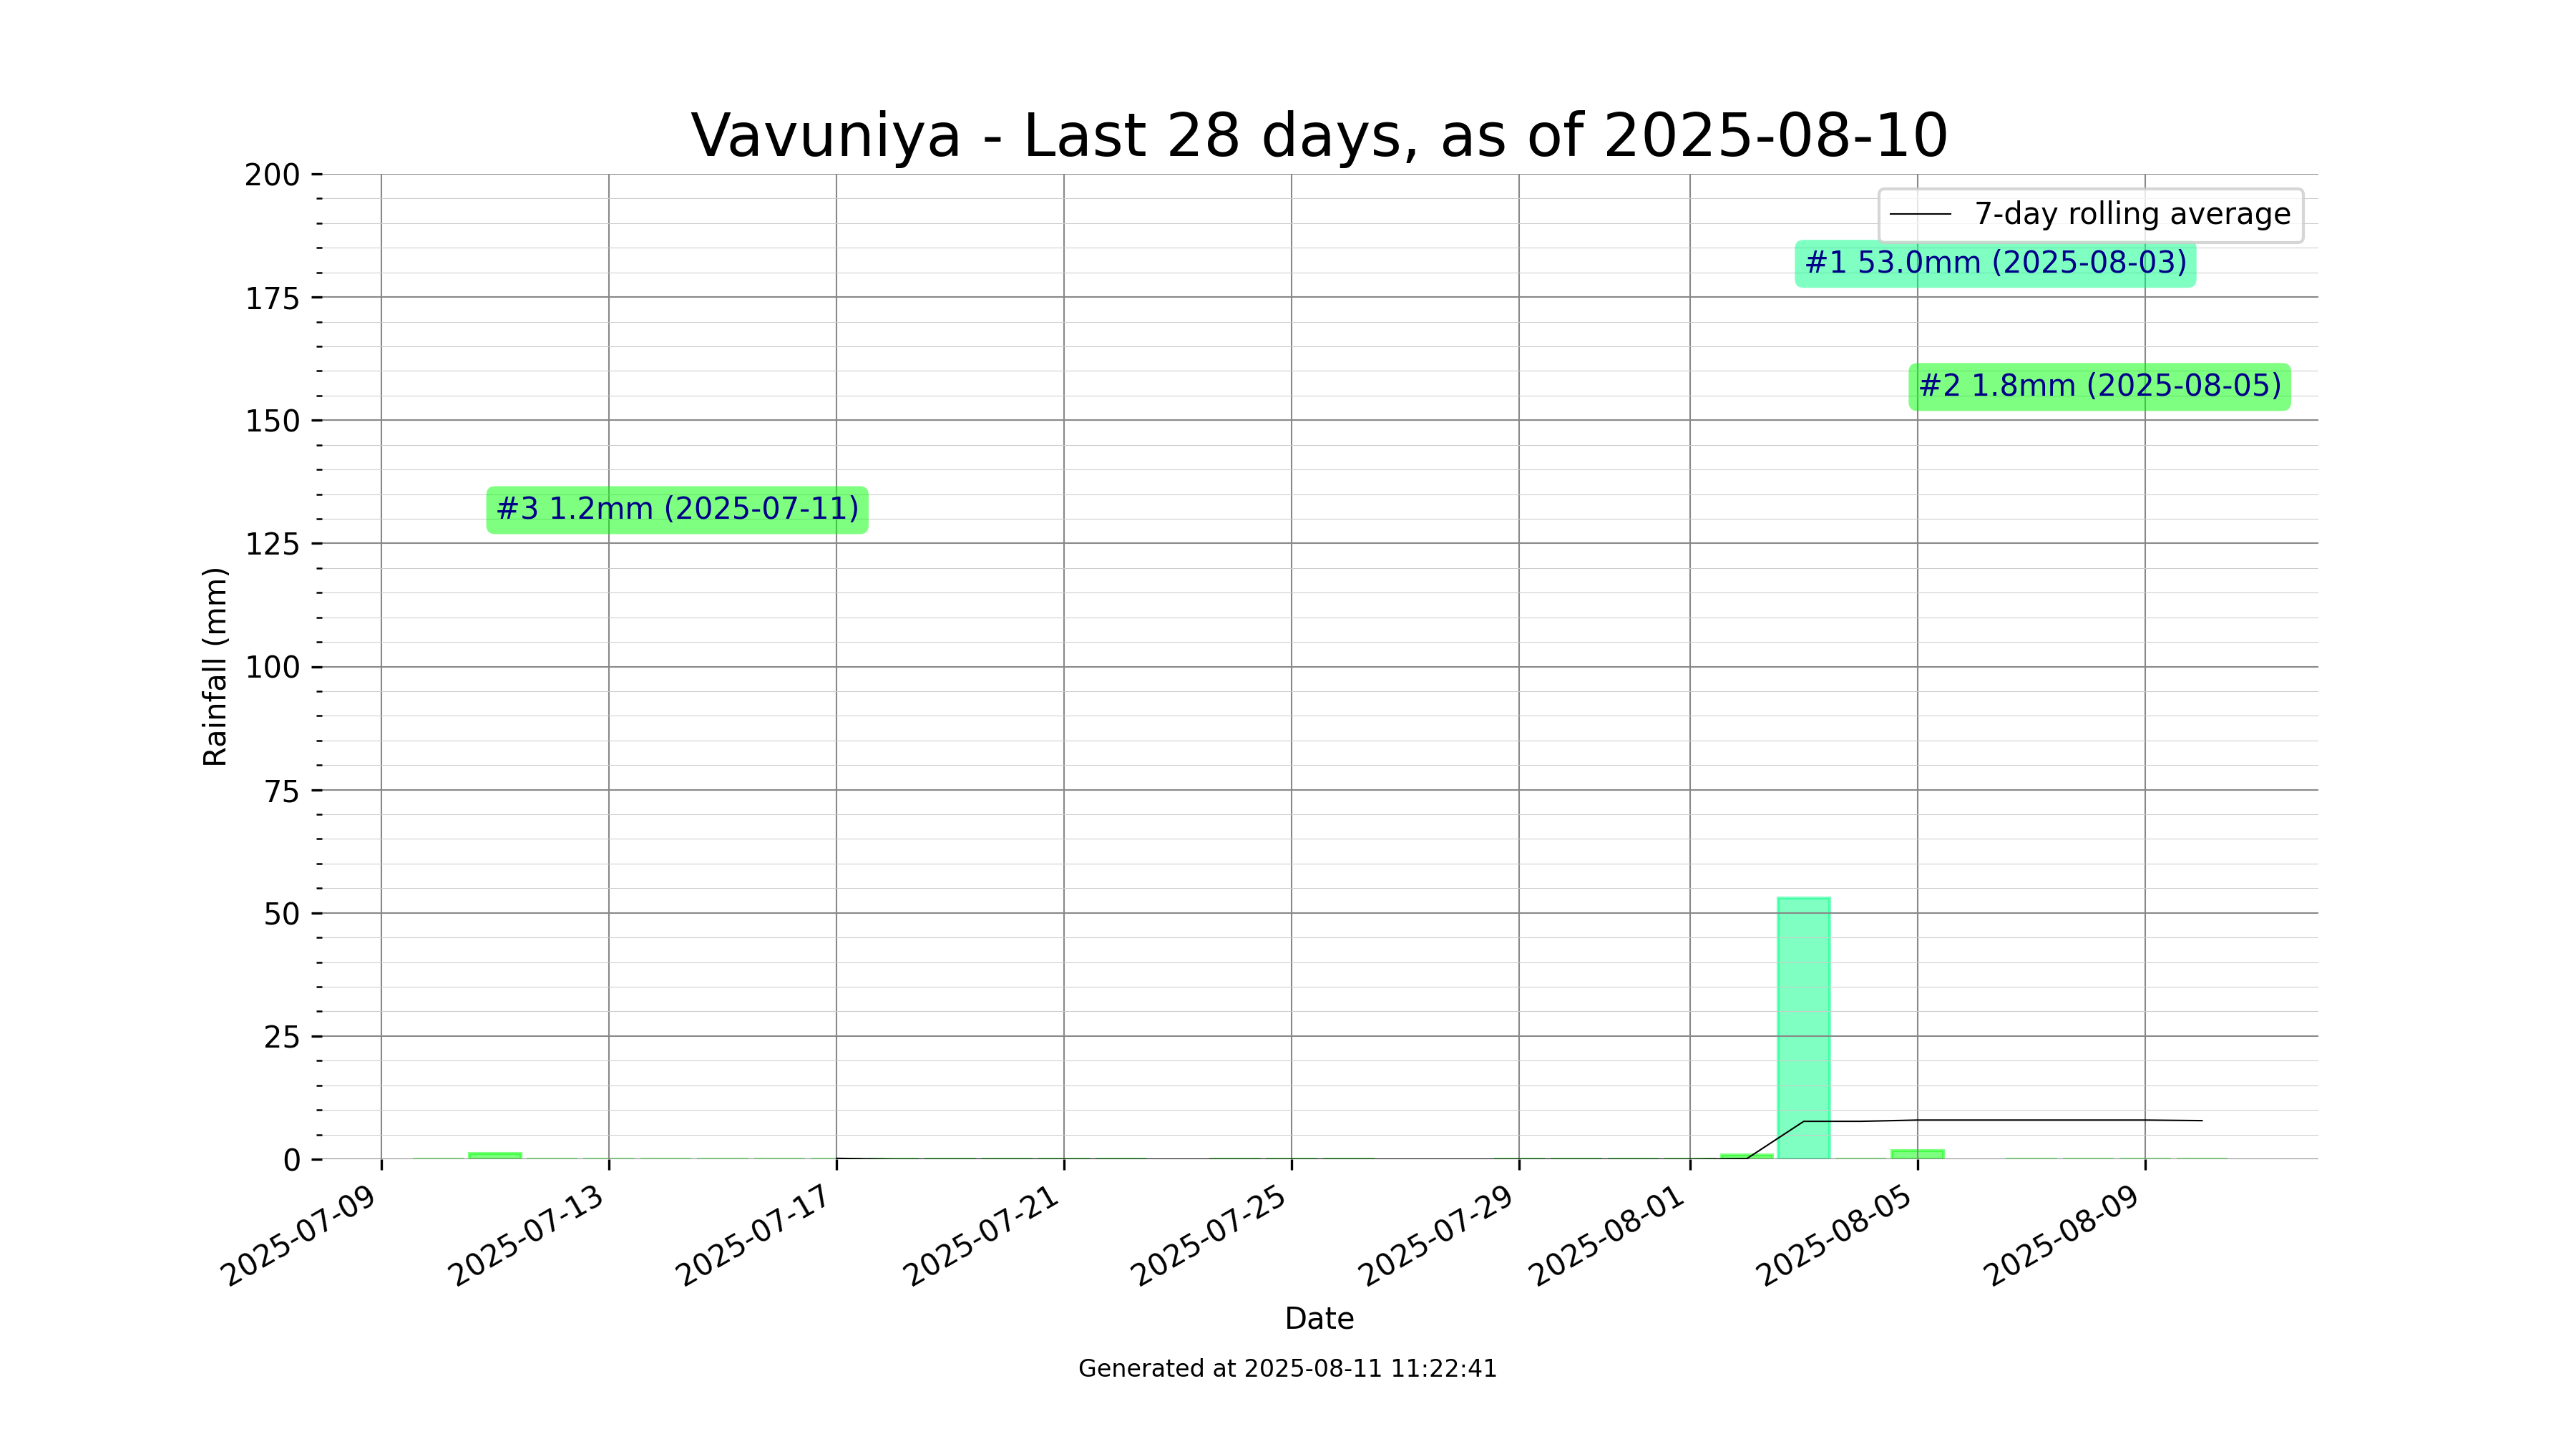 Vavuniya - Last 28 days, as of 2025-08-10
200
175
150
125
100
75
50
25
0
Rainfall (mm)
7-day rolling average
#1 53.0mm (2025-08-03)
#2 1.8mm (2025-08-05)
#3 1.2mm (2025-07-11)
2025-07-09
2025-07-13
2025-07-17
2025-07-21
2025-07-25
2025-07-29
2025-08-01
2025-08-05
2025-08-09
Date
Generated at 2025-08-11 11:22:41